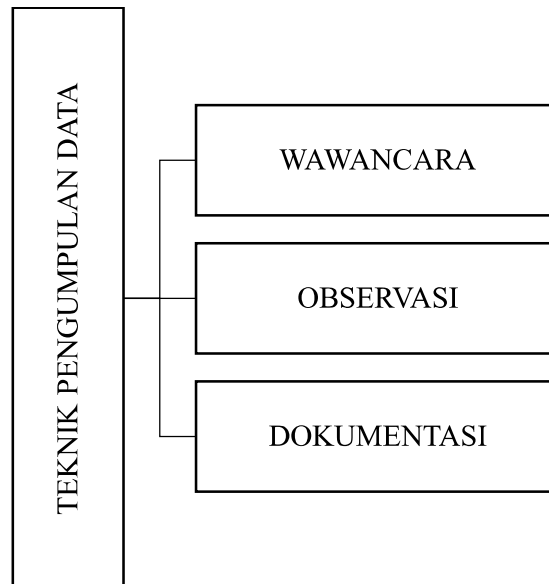 TEKNIK PENGUMPULAN DATA
WAWANCARA
OBSERVASI
DOKUMENTASI